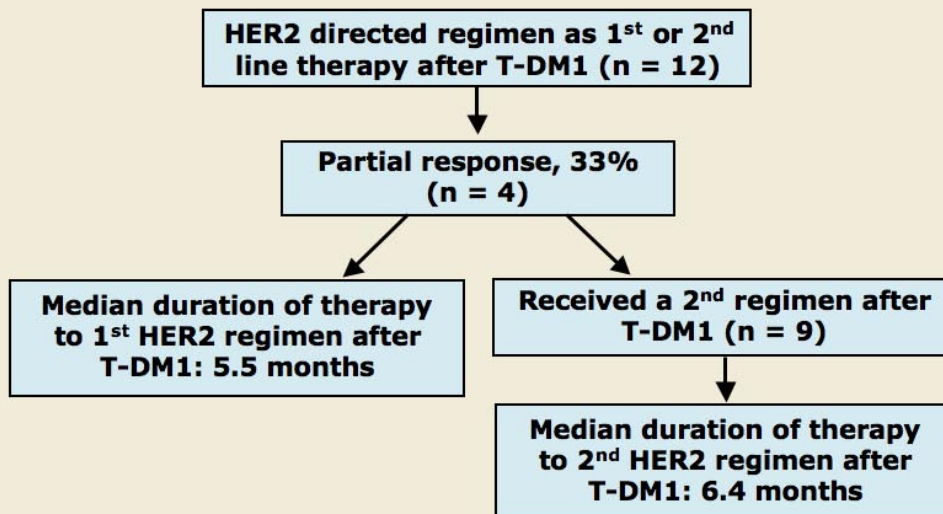 HER2 directed regimen as 1st or 2nd
line therapy after T-DM1 (n = 12)
Partial response, 33%
(n = 4)
Median duration of therapy
to 1st HER2 regimen after
T-DM1: 5.5 months
Received a 2nd regimen after
T-DM1 (n = 9)
Median duration of therapy
to 2nd HER2 regimen after
T-DM1: 6.4 months